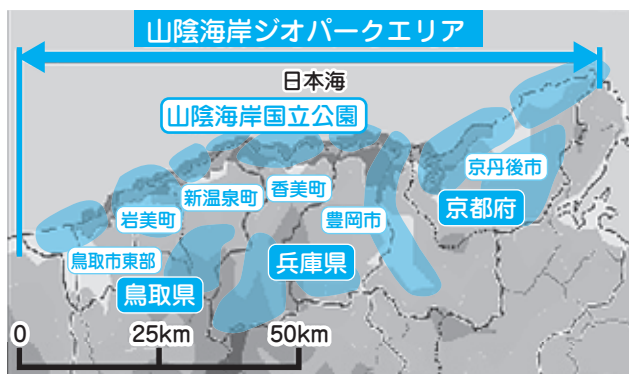 山陰海岸ジオパークエリア
日本海
山陰海岸国立公園
京丹後市
香美町
新温泉町
岩美町
豊岡市
京都府
鳥取市東部
兵庫県
鳥取県
0 25km 50km